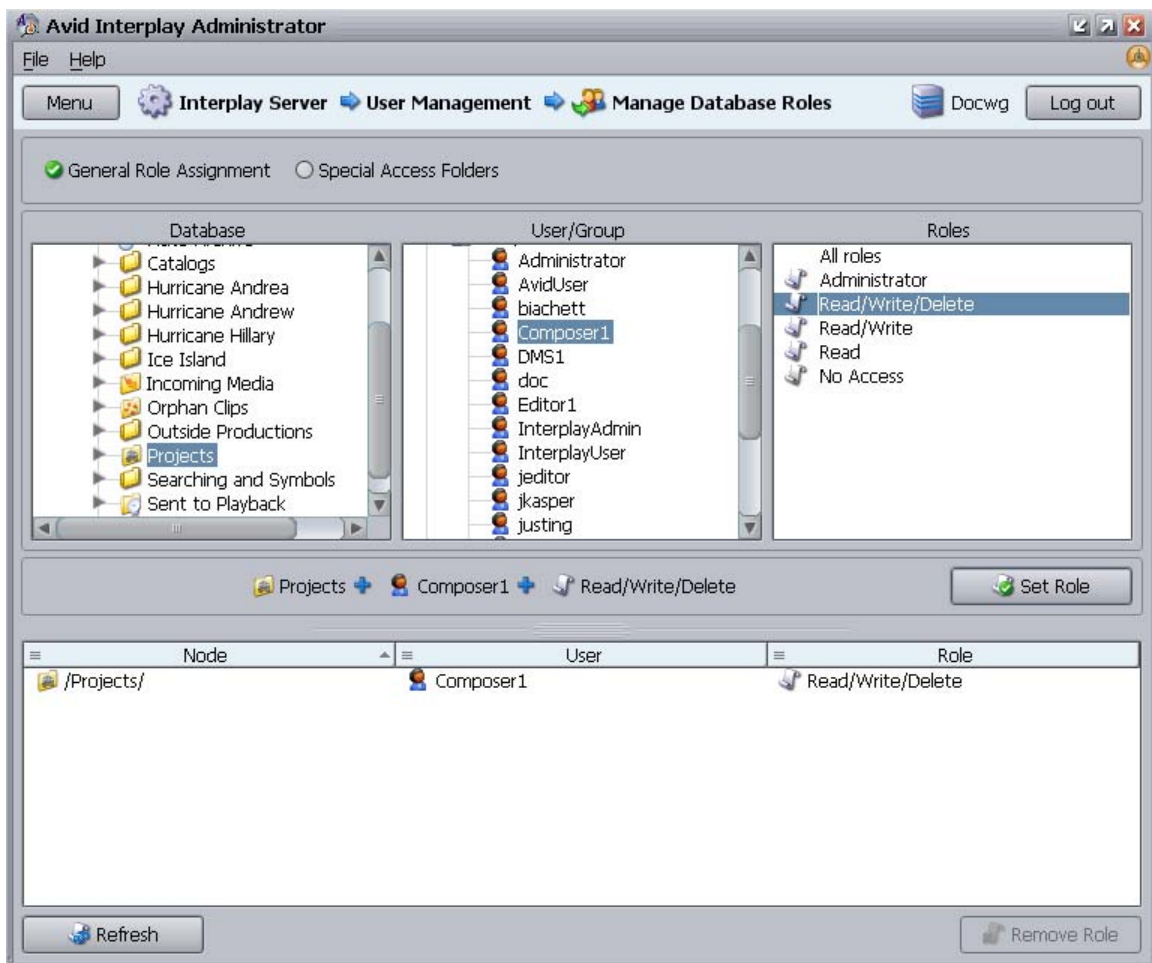 Avid Interplay Administrator
File Help
Menu Interplay Server User Management Manage Database Roles Docwg Log out
General Role Assignment Special Access Folders
Database
Catalogs
Hurricane Andrea
Hurricane Andrew
Hurricane Hillary
Ice Island
Incoming Media
Orphan Clips
Outside Productions
Projects
Searching and Symbols
Sent to Playback
User/Group
Administrator
AvidUser
biachett
Composer1
DMS1
doc
Editor1
InterplayAdmin
InterplayUser
jeditor
jkasper
justing
Roles
All roles
Administrator
Read/Write/Delete
Read/Write
Read
No Access
Projects + Composer1 + Read/Write/Delete Set Role
Node User Role
/Projects/ Composer1 Read/Write/Delete
Refresh Remove Role